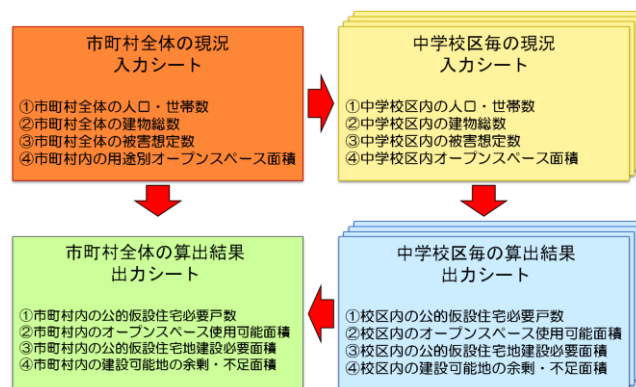 市町村全体の現況
入力シート
①市町村全体の人口・世帯数
②市町村全体の建物総数
③市町村全体の被害想定数
④市町村内の用途別オープンスペース面積
中学校区毎の現況
入力シート
①中学校区内の人口・世帯数
②中学校区内の建物総数
③中学校区内の被害想定数
④中学校区内オープンスペース面積
市町村全体の算出結果
出力シート
①市町村内の公的仮設住宅必要戸数
②市町村内のオープンスペース使用可能面積
③市町村内の公的仮設住宅地建設必要面積
④市町村内の建設可能地の余剰・不足面積
中学校区毎の算出結果
出力シート
①校区内の公的仮設住宅必要戸数
②校区内のオープンスペース使用可能面積
③校区内の公的仮設住宅地建設必要面積
④校区内の建設可能地の余剰・不足面積